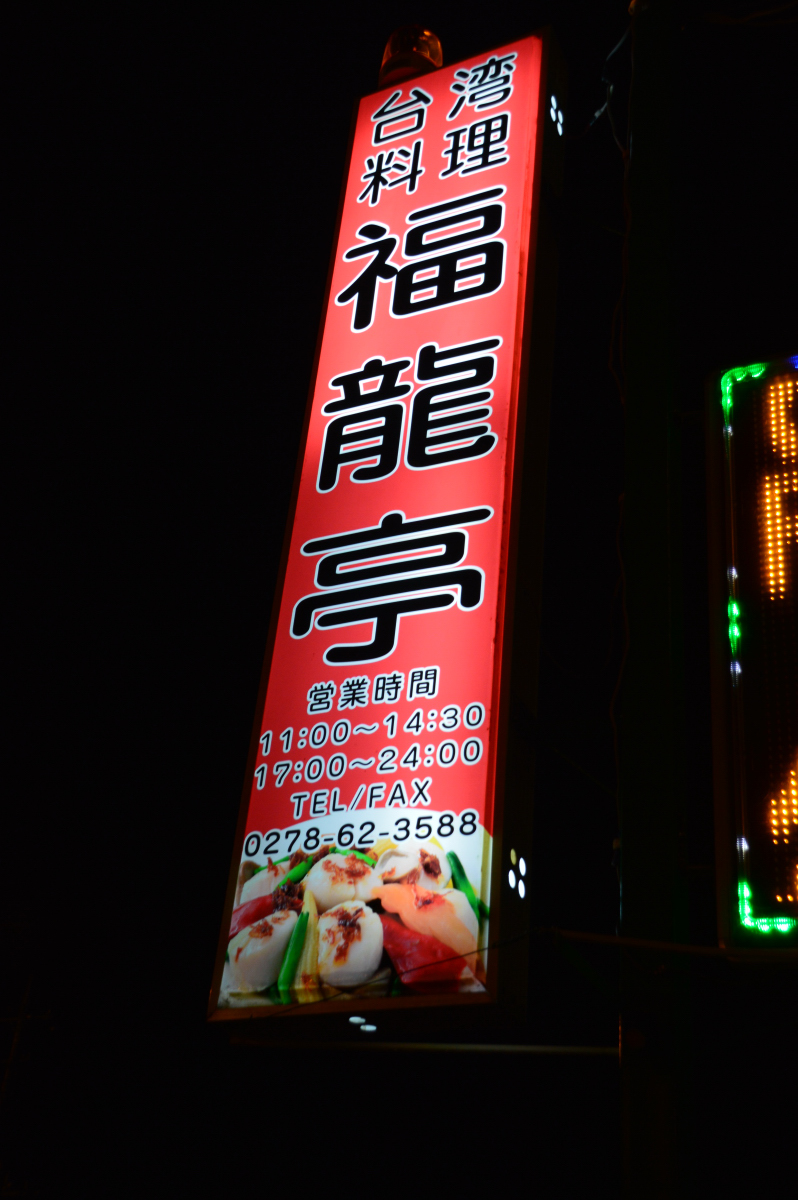 台湾
料理
福龍亭
営業時間
11:00～14:30
17:00～24:00
TEL/FAX
0278-62-3588